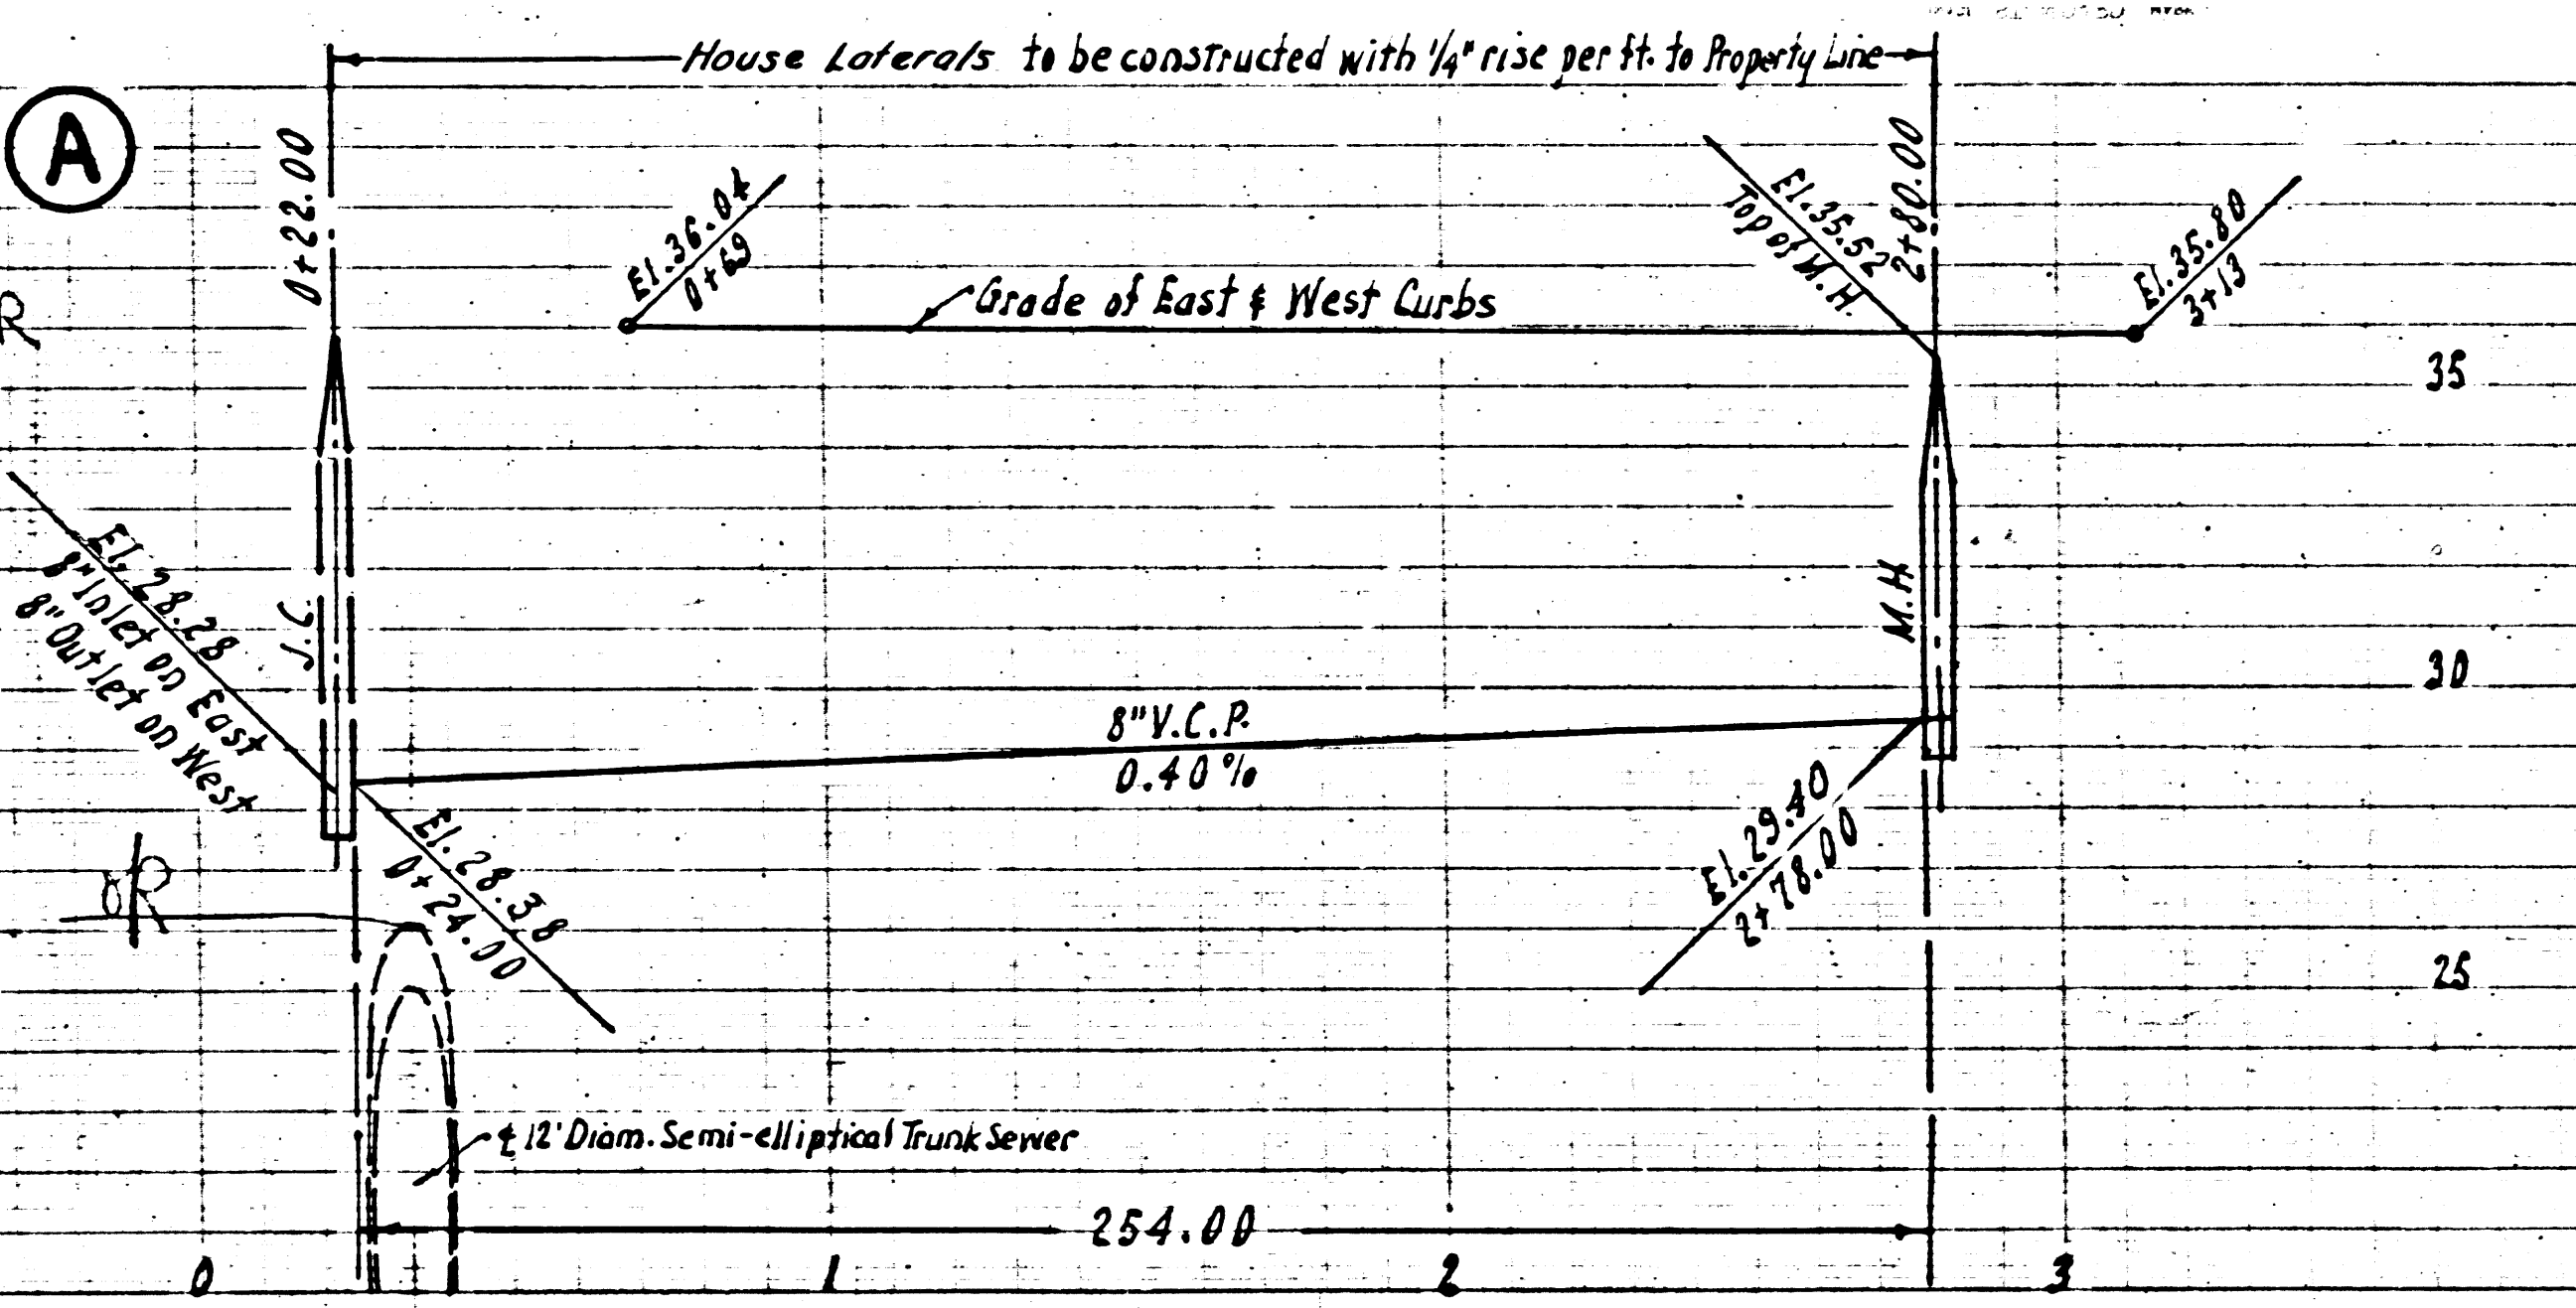 House Laterals to be constructed with 1/4" rise per ft. to Property Line
A
0+22.00
El. 36.04
0+69
El. 35.52
Top of M.H.
2+80.00
El. 35.80
3+13
R
Grade of East & West Curbs
35
El. 28.28
8" Inlet on East
8" Outlet on West
J.C.
M.H.
30
8" V.C.P.
0.40%
El. 28.38
0+24.00
El. 29.40
2+78.00
R
25
℄ 12' Diam. Semi-elliptical Trunk Sewer
254.00
0
1
2
3